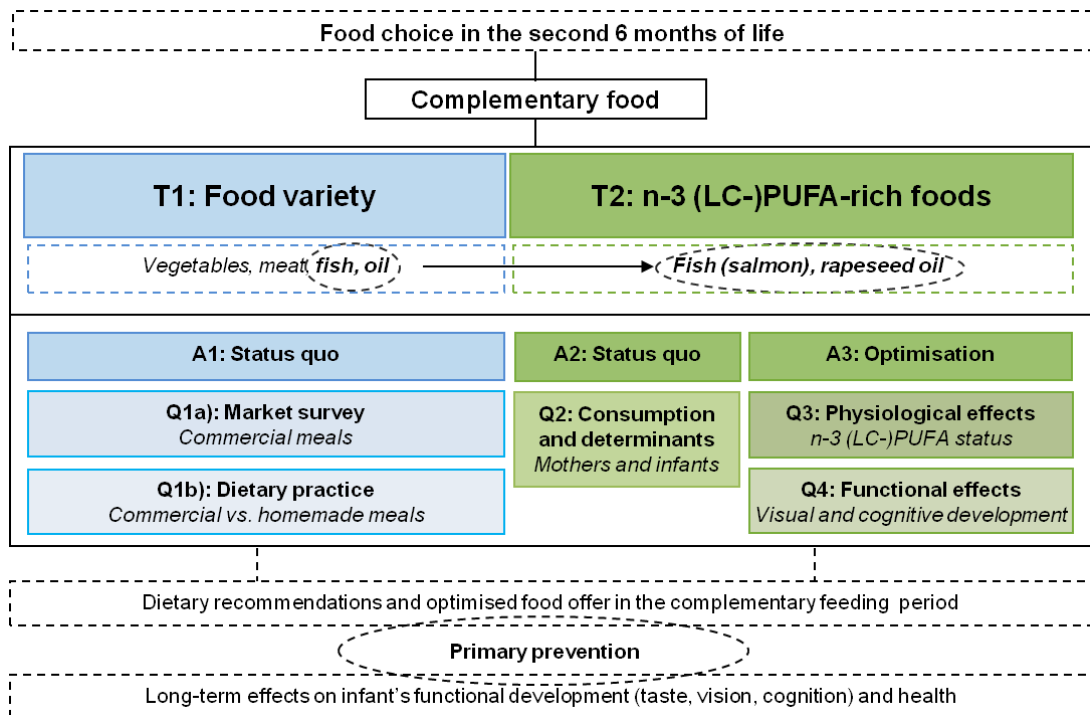 Food choice in the second 6 months of life
Complementary food
T1: Food variety
T2: n-3 (LC-)PUFA-rich foods
Vegetables, meat, fish, oil
Fish (salmon), rapeseed oil
A1: Status quo
A2: Status quo
A3: Optimisation
Q1a): Market survey
Commercial meals
Q1b): Dietary practice
Commercial vs. homemade meals
Q2: Consumption
and determinants
Mothers and infants
Q3: Physiological effects
n-3 (LC-)PUFA status
Q4: Functional effects
Visual and cognitive development
Dietary recommendations and optimised food offer in the complementary feeding period
Primary prevention
Long-term effects on infant's functional development (taste, vision, cognition) and health